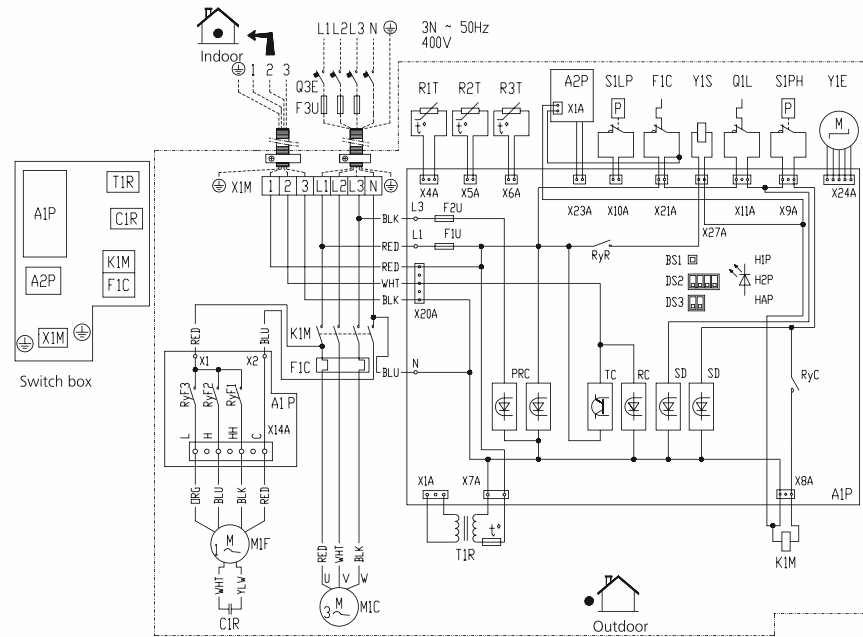 L1 L2 L3 N
3N ~ 50Hz
400V
Indoor
1 2 3
Q3E
F3U
R1T R2T R3T A2P S1LP F1C Y1S Q1L S1PH Y1E
X1A
P
P
M
t°
t°
t°
X1M 1 2 3 L1 L2 L3 N
X4A X5A X6A X23A X10A X21A X11A X9A X24A
X27A
T1R
A1P
C1R
K1M
A2P
F1C
X1M
Switch box
BLK L3 F2U
RED L1 F1U
RED
WHT
BLK
X20A
RyR
BS1
DS2
DS3
H1P
H2P
HAP
RED
BLU
K1M
F1C
BLU N
X1 X2
RyF3
RyF2
RyF1
A1P
X14A
L H HH C
PRC TC RC SD SD
RyC
ORG
BLU
BLK
RED
X1A X7A X8A
A1P
M
1
M1F
t°
T1R
K1M
WHT
YLW
C1R
RED
WHT
BLK
U V W
M
3
M1C
Outdoor